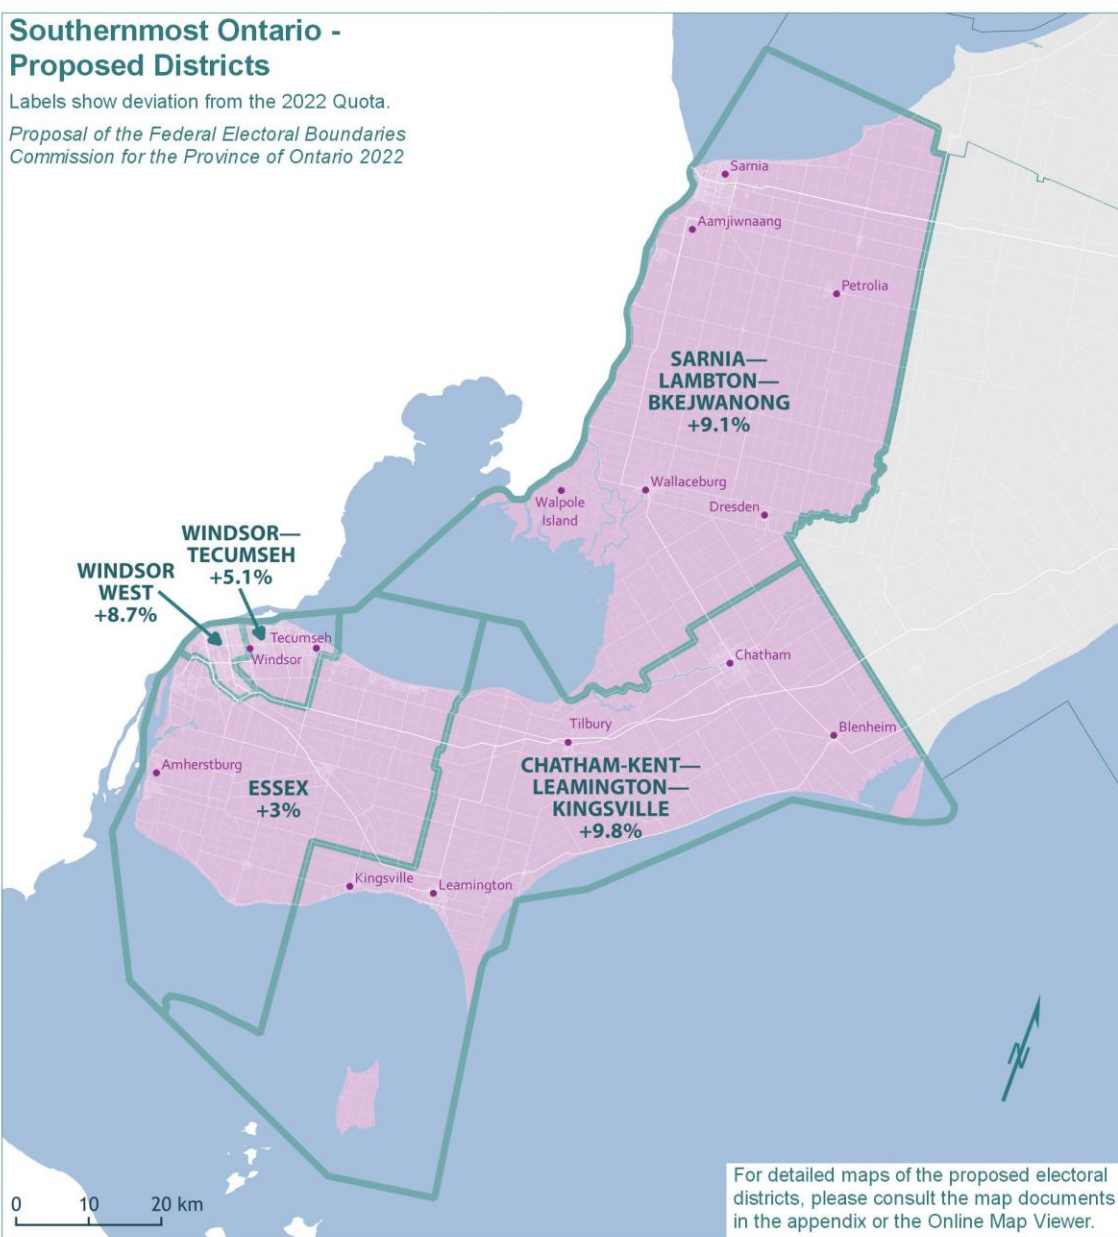 Southernmost Ontario -
Proposed Districts
Labels show deviation from the 2022 Quota.
Proposal of the Federal Electoral Boundaries
Commission for the Province of Ontario 2022
Sarnia
Aamjiwnaang
Petrolia
SARNIA—
LAMBTON—
BKEJWANONG
+9.1%
Wallaceburg
Walpole
Island
Dresden
WINDSOR—
TECUMSEH
+5.1%
WINDSOR
WEST
+8.7%
Tecumseh
Windsor
Chatham
Tilbury
Blenheim
CHATHAM-KENT—
LEAMINGTON—
KINGSVILLE
+9.8%
Amherstburg
ESSEX
+3%
Kingsville
Leamington
N
For detailed maps of the proposed electoral
districts, please consult the map documents
in the appendix or the Online Map Viewer.
0 10 20 km